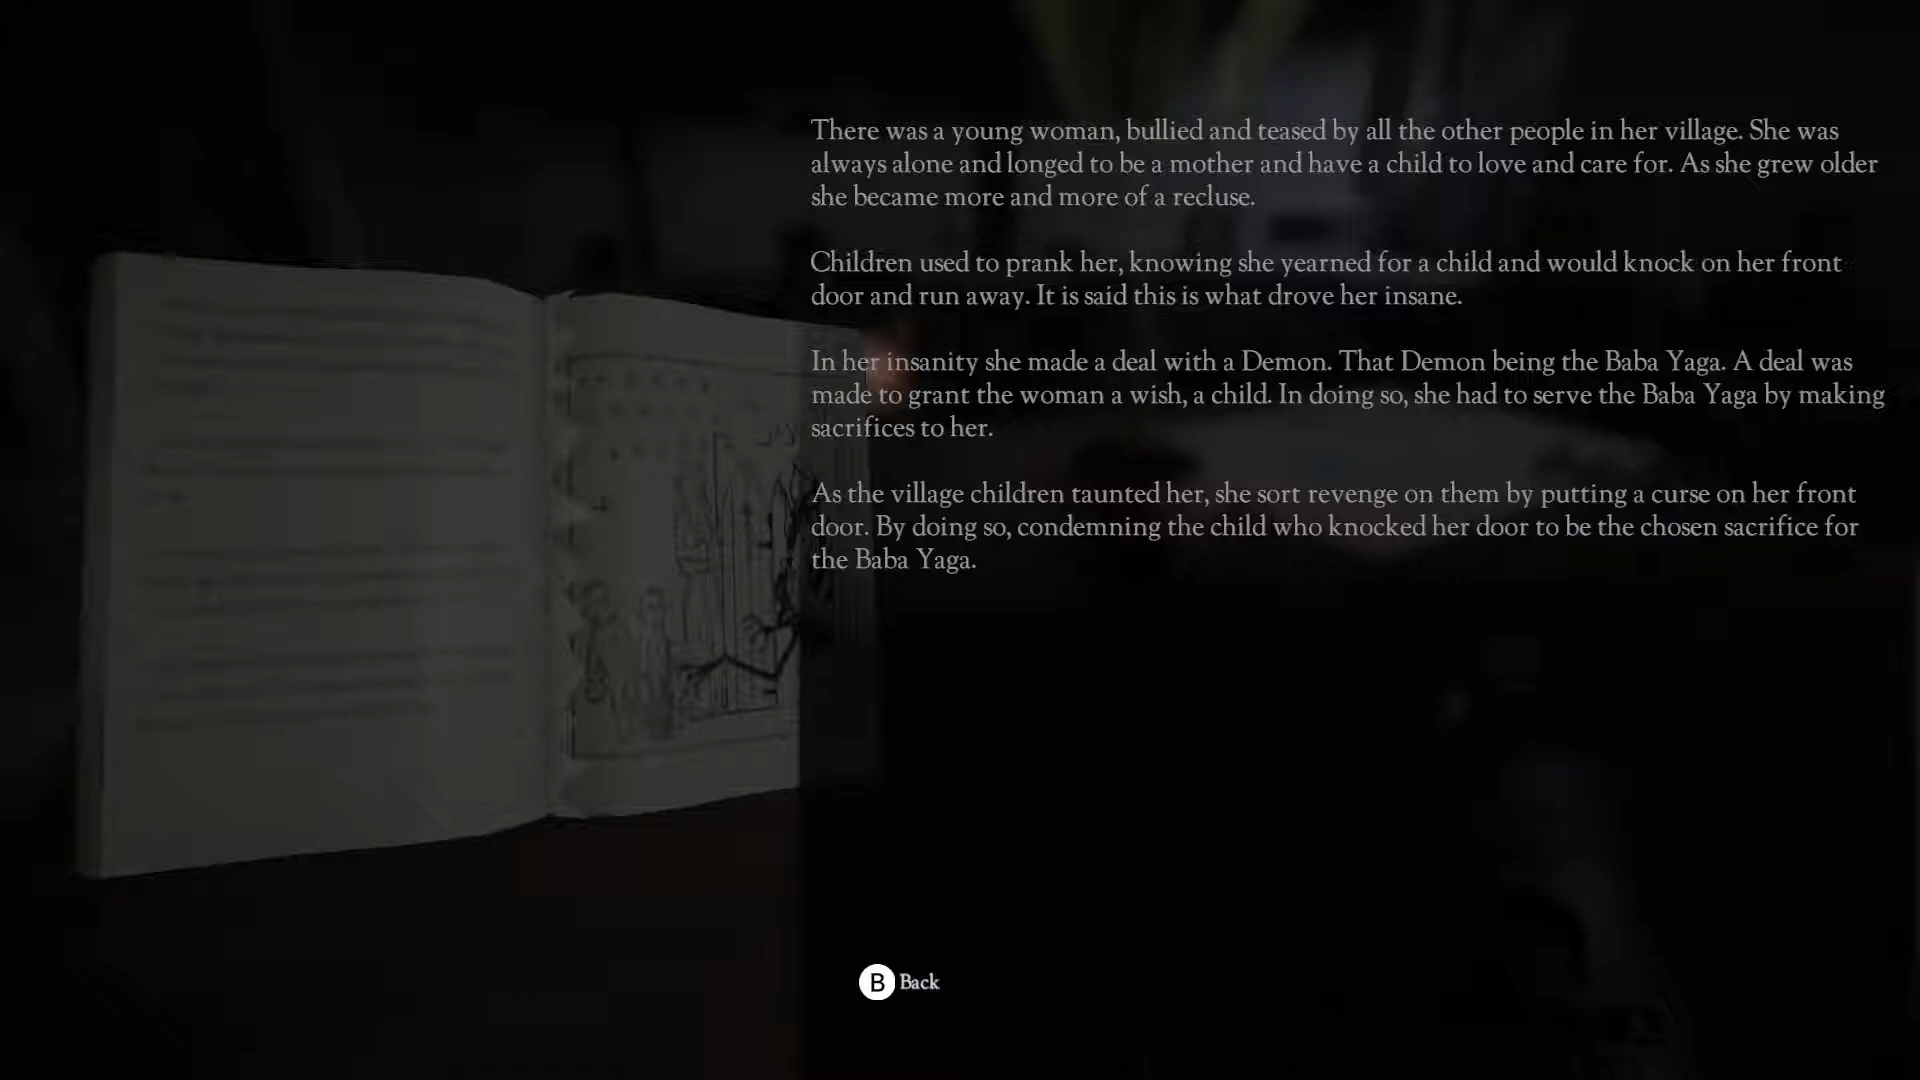 There was a young woman, bullied and teased by all the other people in her village. She was
always alone and longed to be a mother and have a child to love and care for. As she grew older
she became more and more of a recluse.
Children used to prank her, knowing she yearned for a child and would knock on her front
door and run away. It is said this is what drove her insane.
In her insanity she made a deal with a Demon. That Demon being the Baba Yaga. A deal was
made to grant the woman a wish, a child. In doing so, she had to serve the Baba Yaga by making
sacrifices to her.
As the village children taunted her, she sort revenge on them by putting a curse on her front
door. By doing so, condemning the child who knocked her door to be the chosen sacrifice for
the Baba Yaga.
B Back